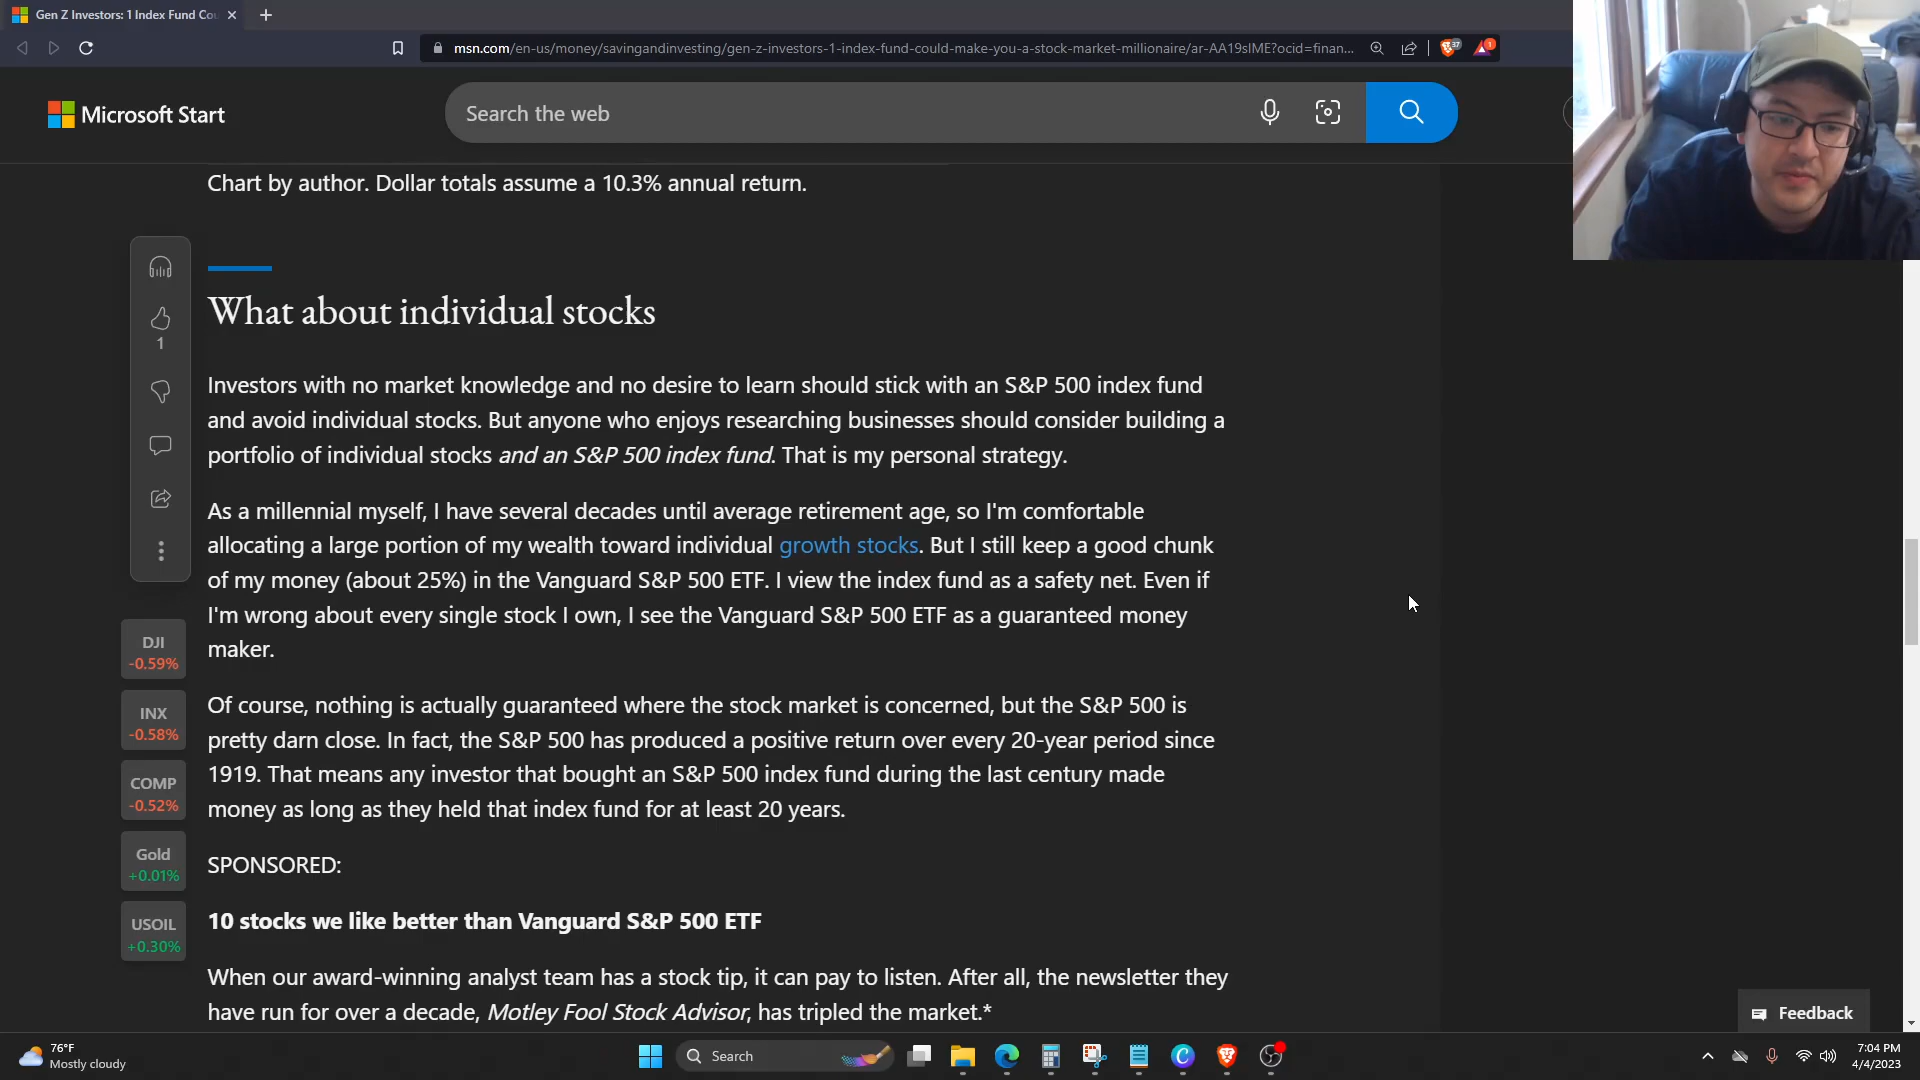 Gen Z Investors: 1 Index Fund Cou
msn.com/en-us/money/savingandinvesting/gen-z-investors-1-index-fund-could-make-you-a-stock-market-millionaire/ar-AA19sIME?ocid=finan...
37
1
Microsoft Start
Search the web
Chart by author. Dollar totals assume a 10.3% annual return.
What about individual stocks
1
Investors with no market knowledge and no desire to learn should stick with an S&P 500 index fund
and avoid individual stocks. But anyone who enjoys researching businesses should consider building a
portfolio of individual stocks and an S&P 500 index fund. That is my personal strategy.
As a millennial myself, I have several decades until average retirement age, so I'm comfortable
allocating a large portion of my wealth toward individual growth stocks. But I still keep a good chunk
of my money (about 25%) in the Vanguard S&P 500 ETF. I view the index fund as a safety net. Even if
I'm wrong about every single stock I own, I see the Vanguard S&P 500 ETF as a guaranteed money
maker.
DJI
-0.59%
INX
-0.58%
COMP
-0.52%
Gold
+0.01%
USOIL
+0.30%
Of course, nothing is actually guaranteed where the stock market is concerned, but the S&P 500 is
pretty darn close. In fact, the S&P 500 has produced a positive return over every 20-year period since
1919. That means any investor that bought an S&P 500 index fund during the last century made
money as long as they held that index fund for at least 20 years.
SPONSORED:
10 stocks we like better than Vanguard S&P 500 ETF
When our award-winning analyst team has a stock tip, it can pay to listen. After all, the newsletter they
have run for over a decade, Motley Fool Stock Advisor, has tripled the market.*
Feedback
76°F
Mostly cloudy
Search
7:04 PM
4/4/2023